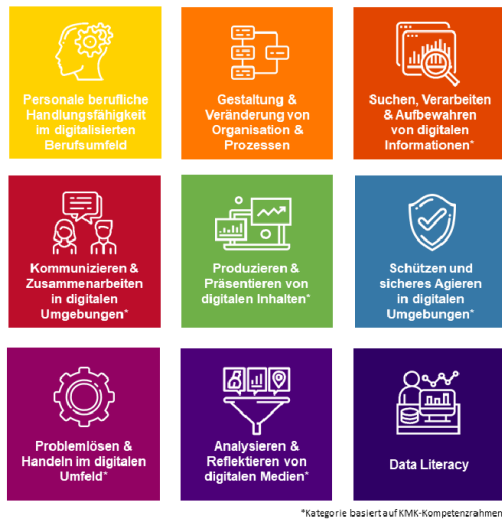 Personale berufliche
Handlungsfähigkeit
im digitalisierten
Berufsumfeld
Gestaltung &
Veränderung von
Organisation &
Prozessen
Suchen, Verarbeiten
& Aufbewahren
von digitalen
Informationen*
Kommunizieren &
Zusammenarbeiten
in digitalen
Umgebungen*
Produzieren &
Präsentieren von
digitalen Inhalten*
Schützen und
sicheres Agieren
in digitalen
Umgebungen*
Problemlösen &
Handeln im digitalen
Umfeld*
Analysieren &
Reflektieren von
digitalen Medien*
Data Literacy
*Kategorie basiert auf KMK-Kompetenzrahmen